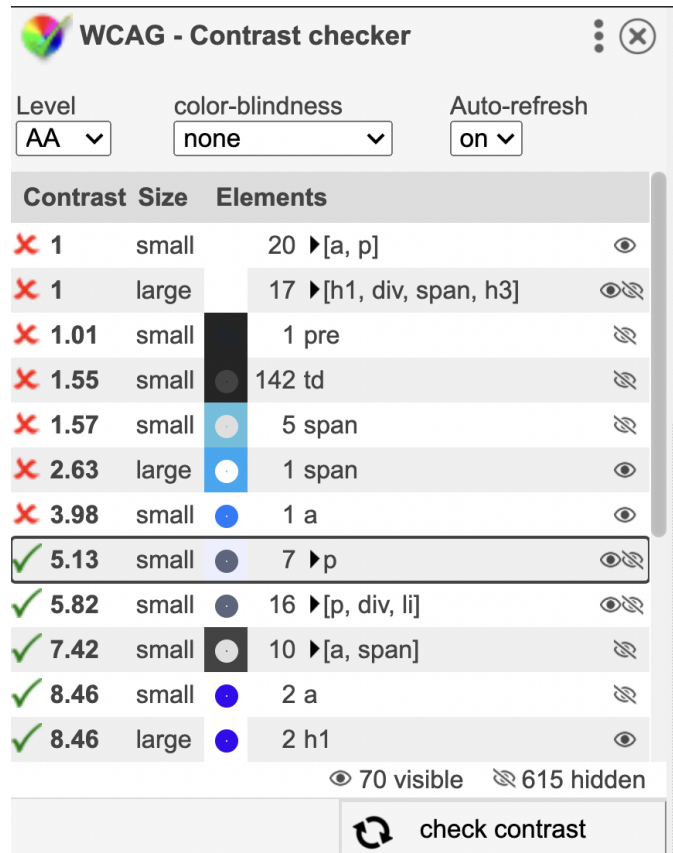 WCAG - Contrast checker
Level color-blindness Auto-refresh
AA none on
Contrast Size Elements
1 small 20 [a, p]
1 large 17 [h1, div, span, h3]
1.01 small 1 pre
1.55 small 142 td
1.57 small 5 span
2.63 large 1 span
3.98 small 1 a
5.13 small 7 p
5.82 small 16 [p, div, li]
7.42 small 10 [a, span]
8.46 small 2 a
8.46 large 2 h1
70 visible 615 hidden
check contrast